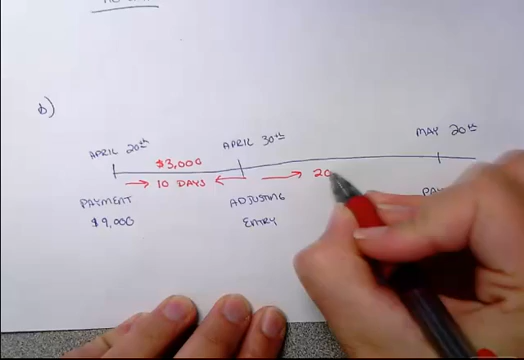 b)
APRIL 20th
APRIL 30th
MAY 20th
$3,000
10 DAYS
20
PAYMENT
ADJUSTING
$9,000
ENTRY